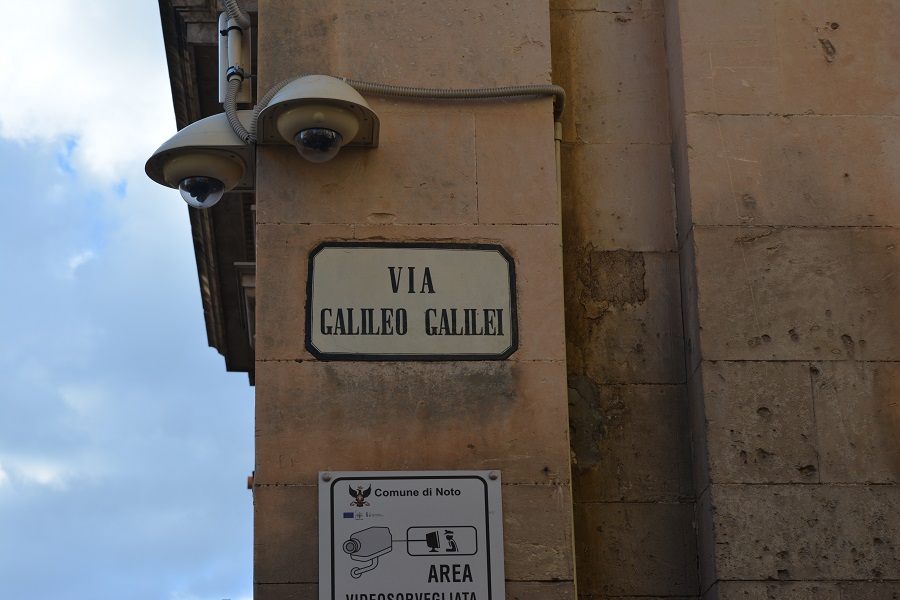 VIA
GALILEO GALILEI
Comune di Noto
AREA
VIDEOSORVEGLIATA